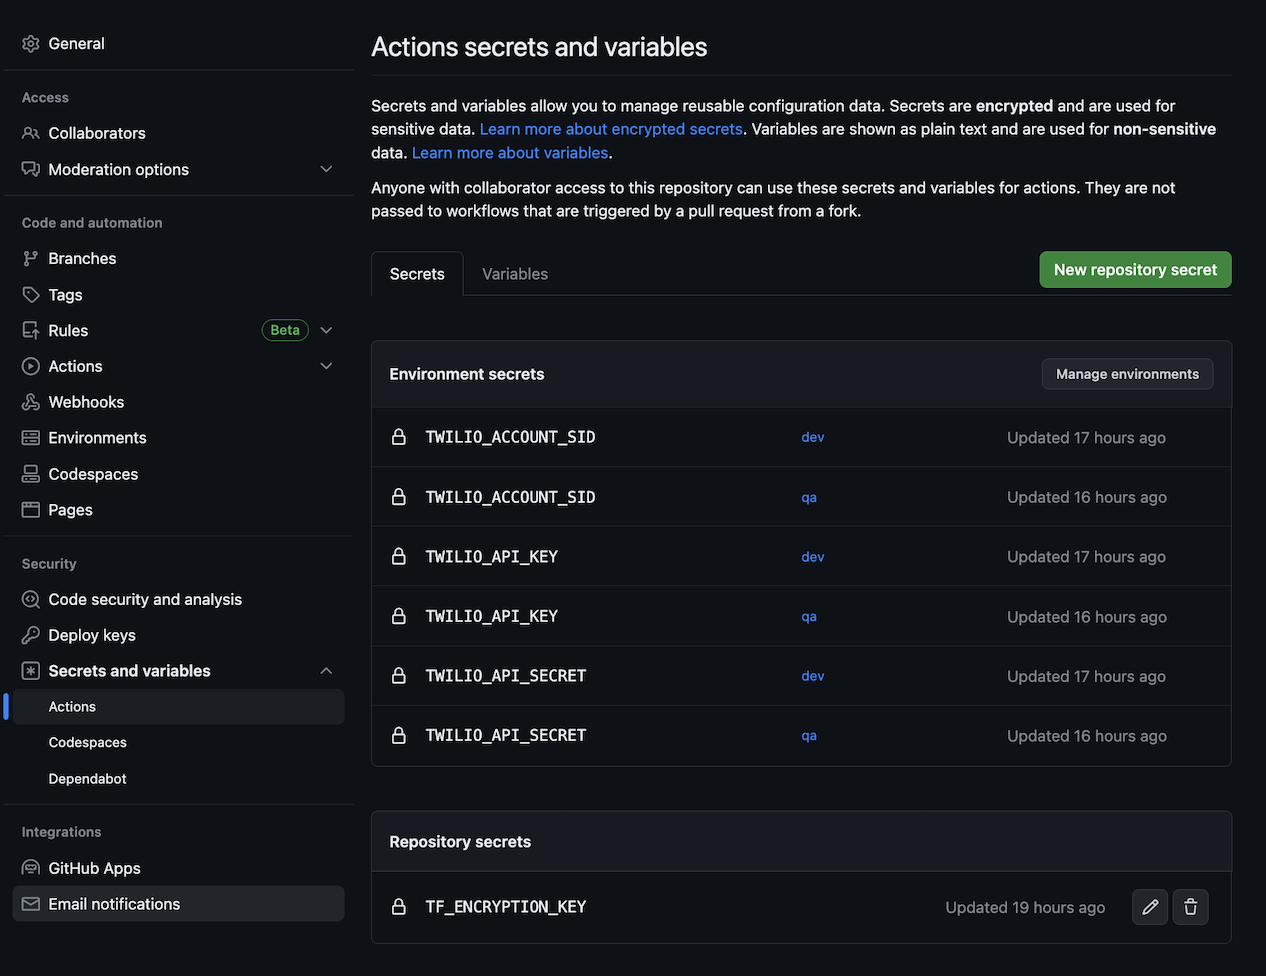 General
Access
Collaborators
Moderation options
Code and automation
Branches
Tags
Rules Beta
Actions
Webhooks
Environments
Codespaces
Pages
Security
Code security and analysis
Deploy keys
Secrets and variables
Actions
Codespaces
Dependabot
Integrations
GitHub Apps
Email notifications
Actions secrets and variables
Secrets and variables allow you to manage reusable configuration data. Secrets are encrypted and are used for
sensitive data. Learn more about encrypted secrets. Variables are shown as plain text and are used for non-sensitive
data. Learn more about variables.
Anyone with collaborator access to this repository can use these secrets and variables for actions. They are not
passed to workflows that are triggered by a pull request from a fork.
Secrets Variables New repository secret
Environment secrets Manage environments
TWILIO_ACCOUNT_SID dev Updated 17 hours ago
TWILIO_ACCOUNT_SID qa Updated 16 hours ago
TWILIO_API_KEY dev Updated 17 hours ago
TWILIO_API_KEY qa Updated 16 hours ago
TWILIO_API_SECRET dev Updated 17 hours ago
TWILIO_API_SECRET qa Updated 16 hours ago
Repository secrets
TF_ENCRYPTION_KEY Updated 19 hours ago